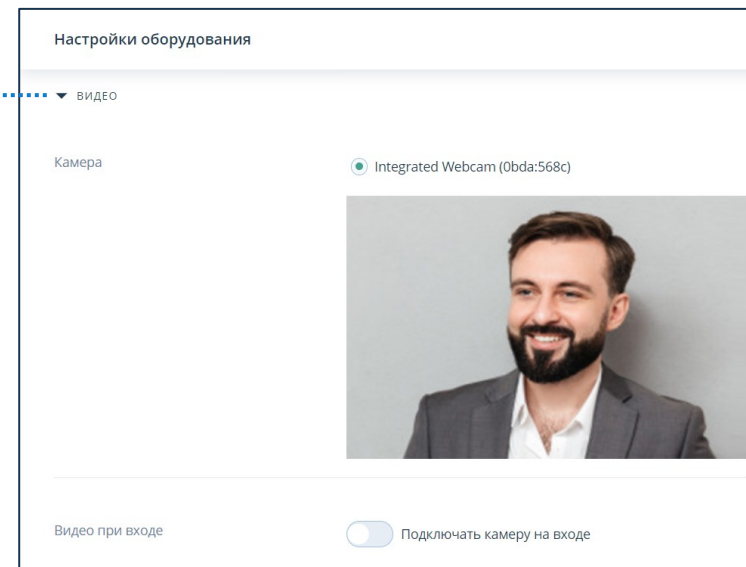 Настройки оборудования
ВИДЕО
Камера
Integrated Webcam (0bda:568c)
Видео при входе
Подключать камеру на входе